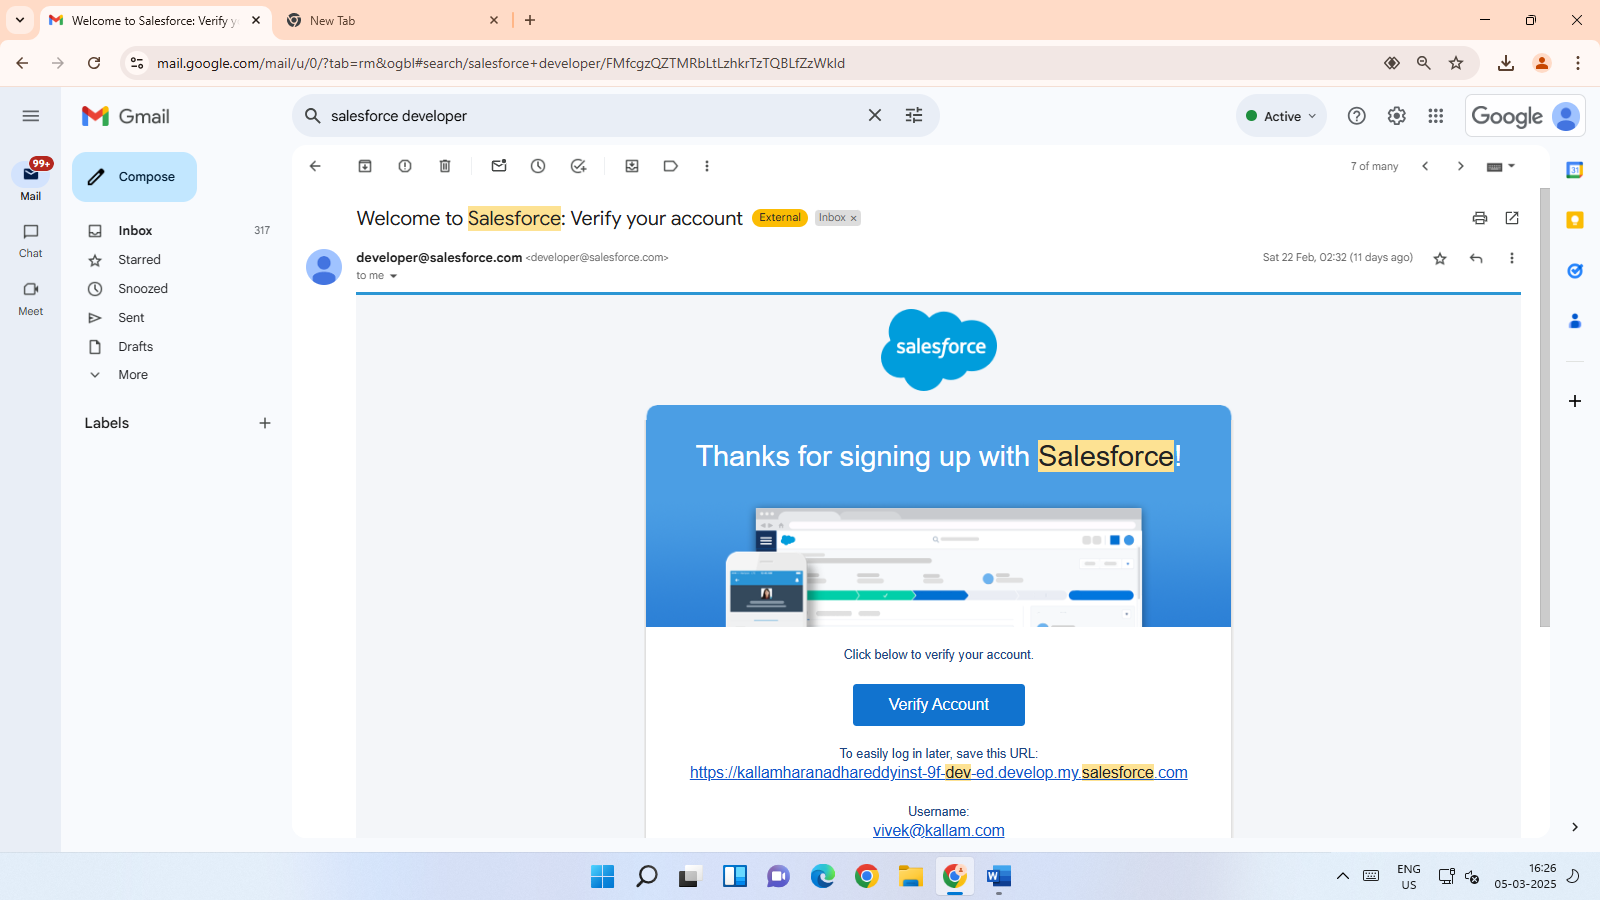 Welcome to Salesforce: Verify yo
New Tab
mail.google.com/mail/u/0/?tab=rm&ogbl#search/salesforce+developer/FMfcgzQZTMRbLtLzhkrTzTQBLfZzWkld
Gmail
salesforce developer
Active
Google
99+
Mail
Compose
7 of many
31
Chat
Meet
Inbox 317
Starred
Snoozed
Sent
Drafts
More
Labels
Welcome to Salesforce: Verify your account External Inbox ×
developer@salesforce.com <developer@salesforce.com> Sat 22 Feb, 02:32 (11 days ago)
to me
salesforce
Thanks for signing up with Salesforce!
Click below to verify your account.
Verify Account
To easily log in later, save this URL:
https://kallamharanadhareddyinst-9f-dev-ed.develop.my.salesforce.com
Username:
vivek@kallam.com
ENG
US
16:26
05-03-2025